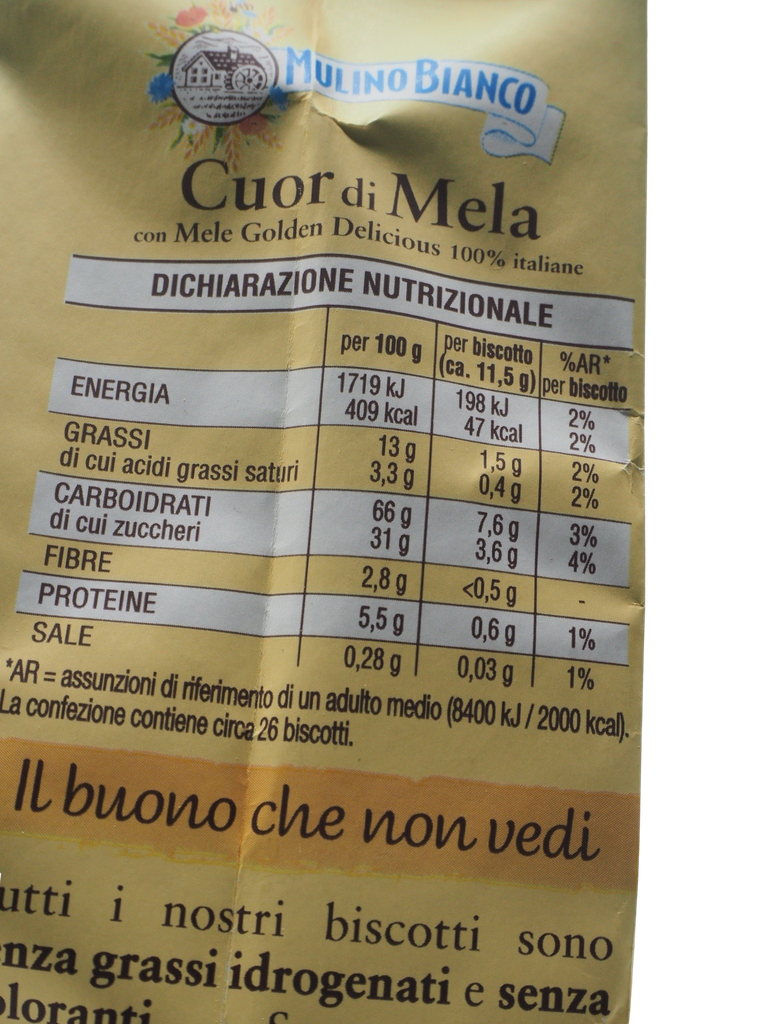 MULINO BIANCO
Cuor di Mela
con Mele Golden Delicious 100% italiane
DICHIARAZIONE NUTRIZIONALE
per 100 g per biscotto (ca. 11,5 g) %AR* per biscotto
ENERGIA 1719 kJ 198 kJ 2%
409 kcal 47 kcal 2%
GRASSI 13 g 1,5 g 2%
di cui acidi grassi saturi 3,3 g 0,4 g 2%
CARBOIDRATI 66 g 7,6 g 3%
di cui zuccheri 31 g 3,6 g 4%
FIBRE 2,8 g <0,5 g -
PROTEINE 5,5 g 0,6 g 1%
SALE 0,28 g 0,03 g 1%
*AR = assunzioni di riferimento di un adulto medio (8400 kJ / 2000 kcal).
La confezione contiene circa 26 biscotti.
Il buono che non vedi
utti i nostri biscotti sono
nza grassi idrogenati e senza
loranti